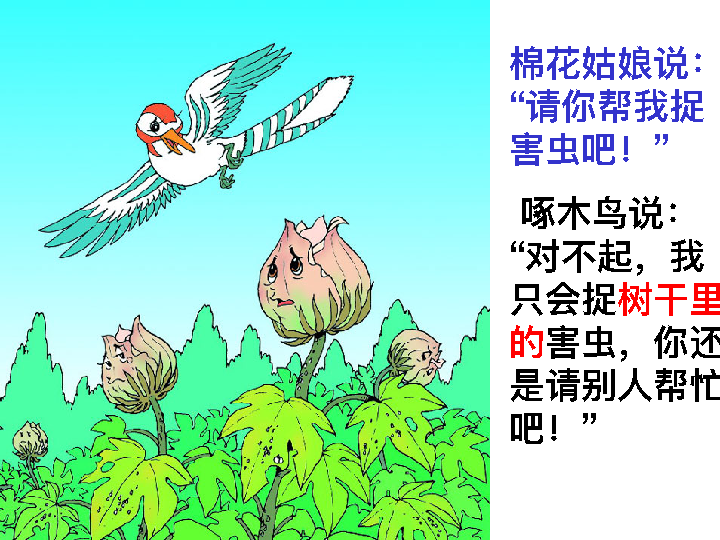 棉花姑娘说：
“请你帮我捉
害虫吧！”
啄木鸟说：
“对不起，我
只会捉树干里
的害虫，你还
是请别人帮忙
吧！”